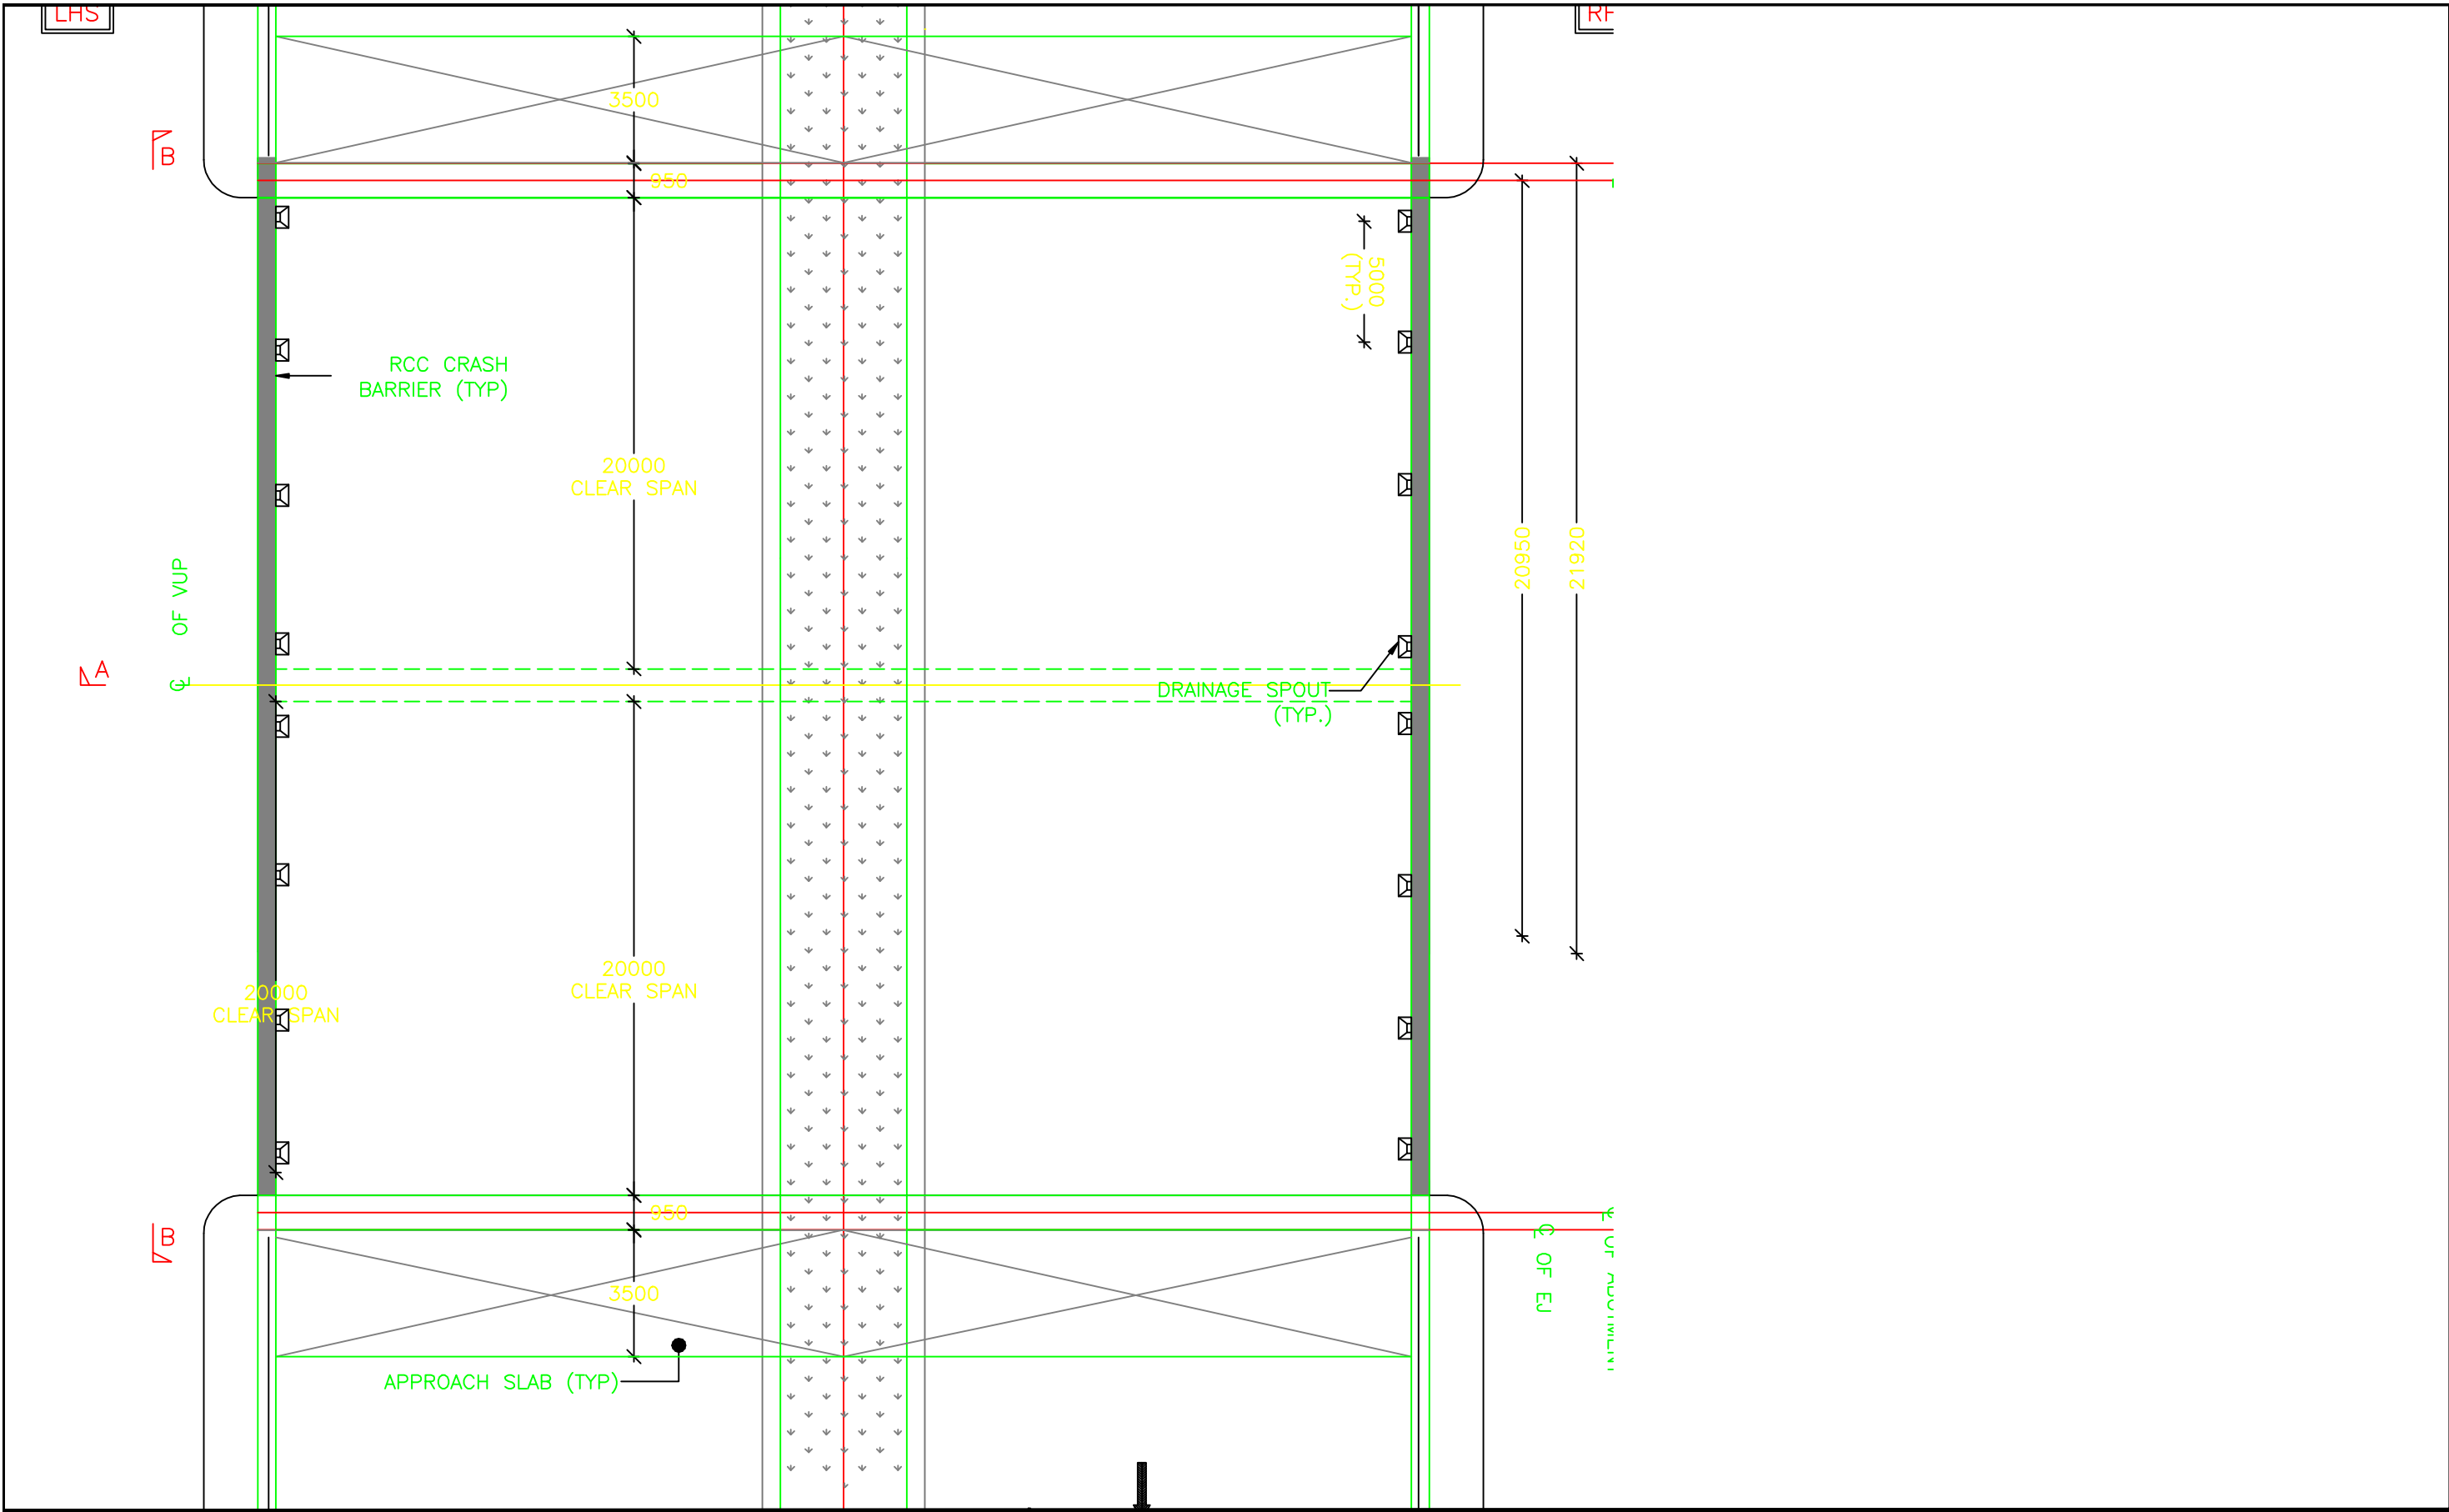 LHS
3500
B
950
5000
(TYP.)
RCC CRASH
BARRIER (TYP)
20000
CLEAR SPAN
20950
21920
OF VUP
A
DRAINAGE SPOUT
(TYP.)
20000
CLEAR SPAN
20000
CLEAR SPAN
950
B
OF EJ
3500
APPROACH SLAB (TYP)